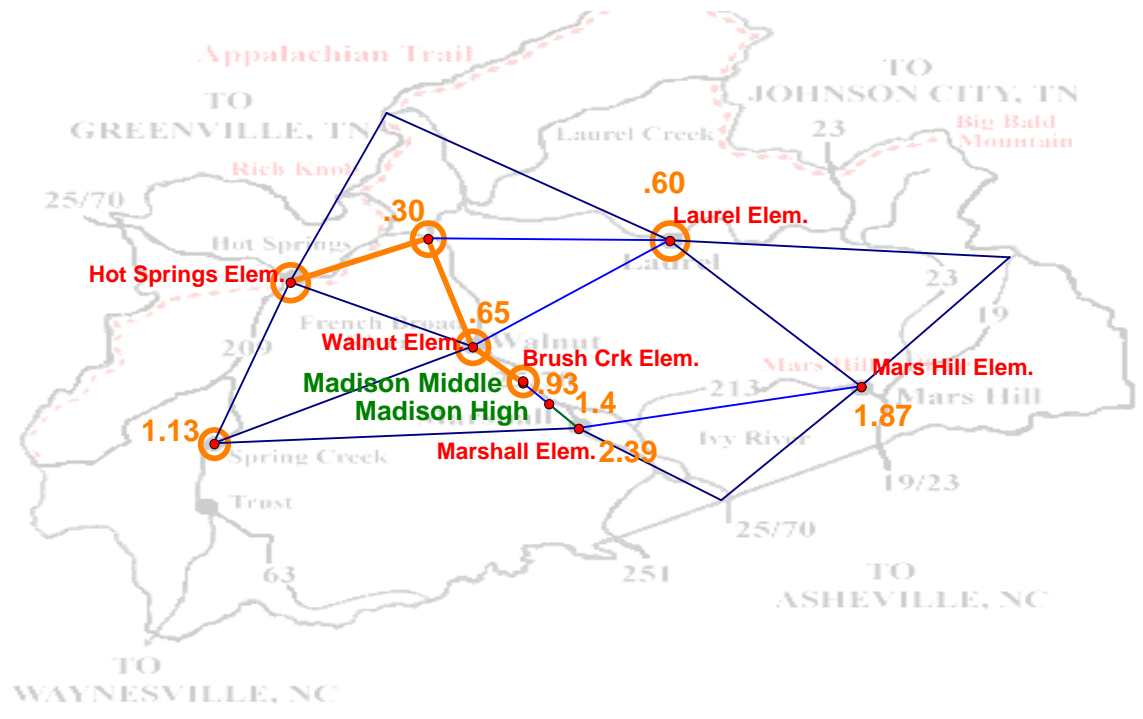 Appalachian Trail
TO
GREENVILLE, TN
TO
JOHNSON CITY, TN
Laurel Creek
23
Big Bald
Mountain
Rich Knob
25/70
.30
.60
Laurel Elem.
Hot Springs
Laurel
Hot Springs Elem.
23
19
.65
French Broad
Walnut Elem.
Walnut
209
Brush Crk Elem.
Mars Hill
Mars Hill Elem.
Madison Middle
.93
213
Mars Hill
Madison High
1.4
1.87
1.13
Ivy River
Spring Creek
Marshall Elem.
2.39
19/23
Trust
25/70
63
251
TO
ASHEVILLE, NC
TO
WAYNESVILLE, NC